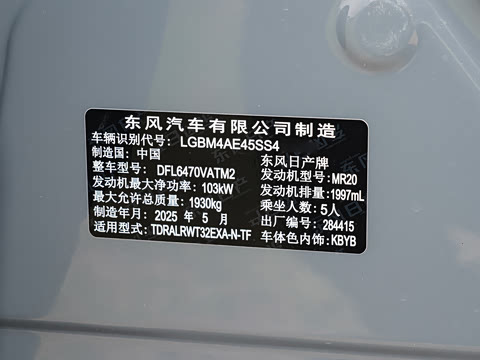 东风汽车有限公司制造
车辆识别代号: LGBM4AE45SS4
制造国: 中国 东风日产牌
整车型号: DFL6470VATM2 发动机型号: MR20
发动机最大净功率: 103kW 发动机排量: 1997mL
最大允许总质量: 1930kg 乘坐人数: 5人
制造年月: 2025 年 5 月 出厂编号: 284415
适用型式: TDRALRWT32EXA-N-TF 车体色内饰: KBYB